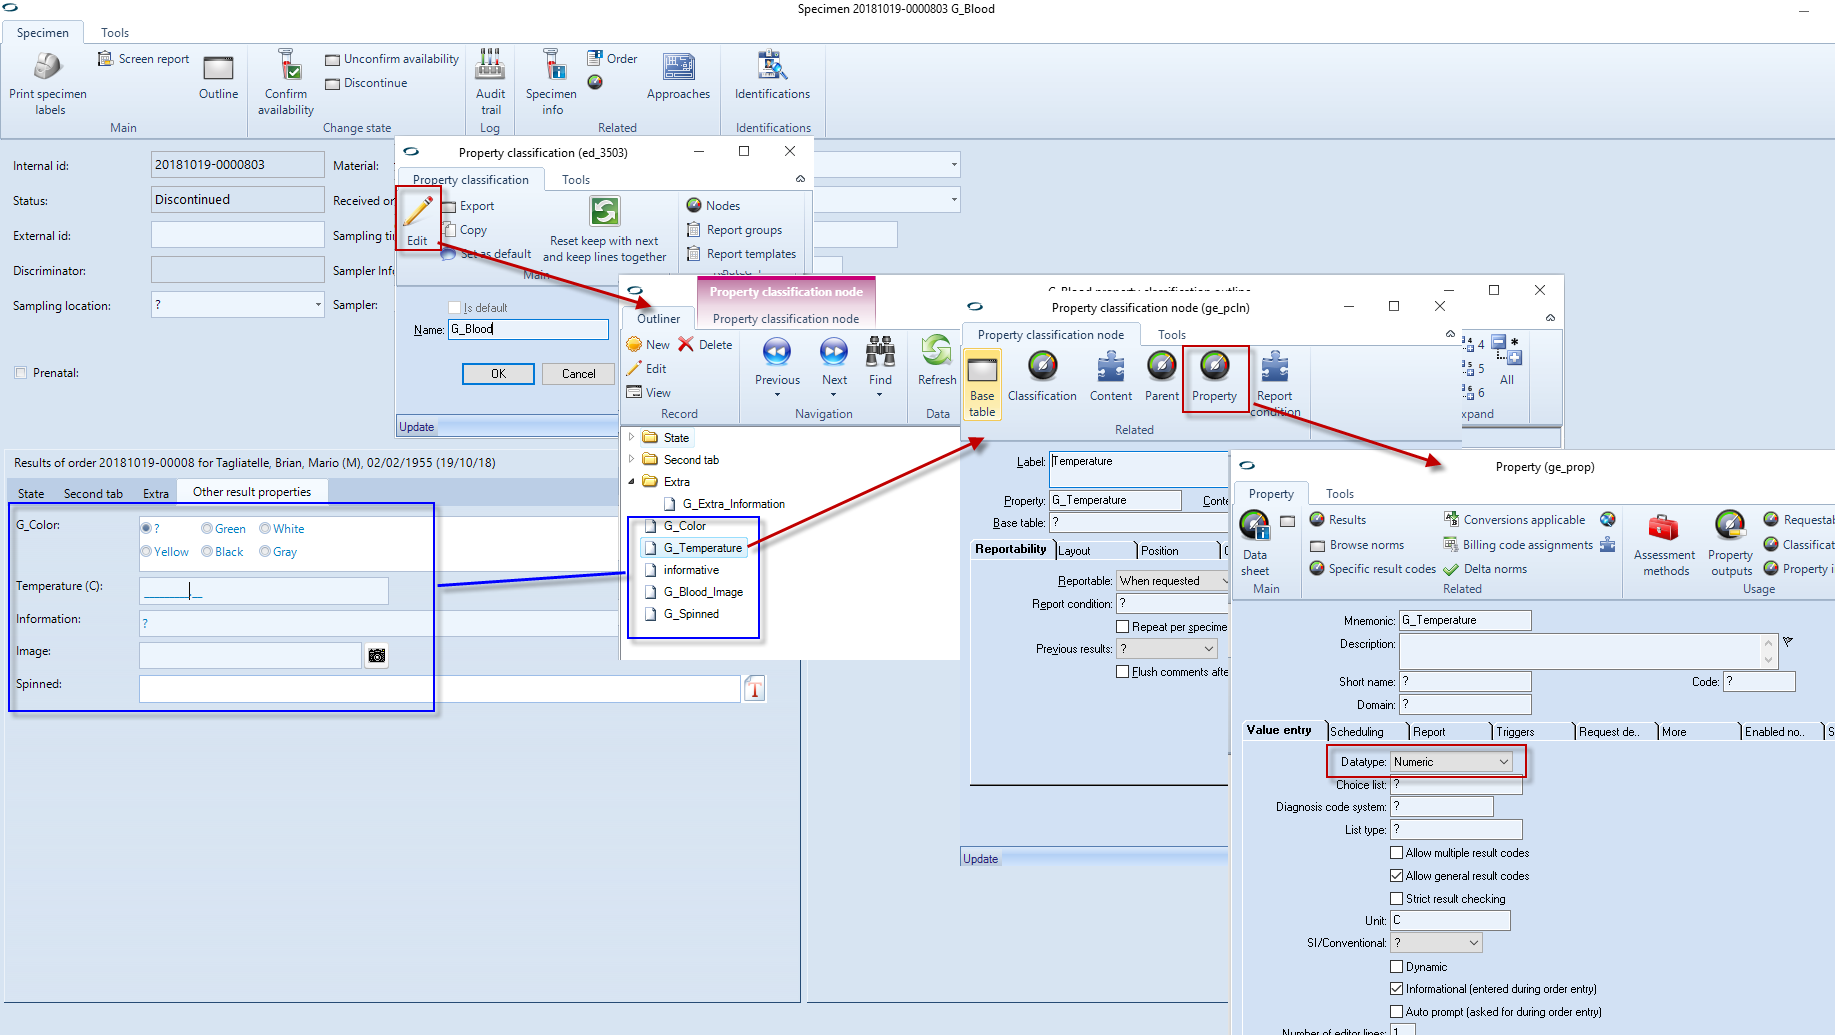 Specimen 20181019-0000803 G_Blood
Specimen
Tools
Print specimen labels
Screen report
Outline
Main
Confirm availability
Unconfirm availability
Discontinue
Change state
Audit trail
Log
Specimen info
Order
Approaches
Related
Identifications
Identifications
Internal id:
20181019-0000803
Material:
Status:
Discontinued
Received or
External id:
Sampling ti
Discriminator:
Sampler Inf
Sampling location:
?
Sampler:
Prenatal:
Property classification (ed_3503)
Property classification
Tools
Edit
Export
Copy
Set as default
Reset keep with next
and keep lines together
Main
Nodes
Report groups
Report templates
Is default
Name:
G_Blood
OK
Cancel
Update
G_Blood property classification outline
Property classification node
Outliner
Property classification node
New
Delete
Edit
View
Record
Previous
Next
Find
Navigation
Refresh
Data
4
5
6
All
xpand
State
Second tab
Extra
G_Extra_Information
G_Color
G_Temperature
informative
G_Blood_Image
G_Spinned
Results of order 20181019-00008 for Tagliatelle, Brian, Mario (M), 02/02/1955 (19/10/18)
State
Second tab
Extra
Other result properties
G_Color:
?
Green
White
Yellow
Black
Gray
Temperature (C):
Information:
?
Image:
Spinned:
Property classification node (ge_pcln)
Property classification node
Tools
Base table
Classification
Content
Parent
Property
Report condition
Related
Label:
Temperature
Property:
G_Temperature
Conte
Base table:
?
Reportability
Layout
Position
Reportable:
When requested
Report condition:
?
Repeat per specime
Previous results:
?
Flush comments afte
Update
Property (ge_prop)
Property
Tools
Data sheet
Main
Results
Browse norms
Specific result codes
Conversions applicable
Billing code assignments
Delta norms
Related
Assessment methods
Property outputs
Requestab
Classificat
Property i
Usage
Mnemonic:
G_Temperature
Description:
Short name:
?
Code:
?
Domain:
?
Value entry
Scheduling
Report
Triggers
Request de..
More
Enabled no..
S
Datatype:
Numeric
Choice list:
?
Diagnosis code system:
?
List type:
?
Allow multiple result codes
Allow general result codes
Strict result checking
Unit:
C
SI/Conventional:
?
Dynamic
Informational (entered during order entry)
Auto prompt (asked for during order entry)
Number of editor lines:
1